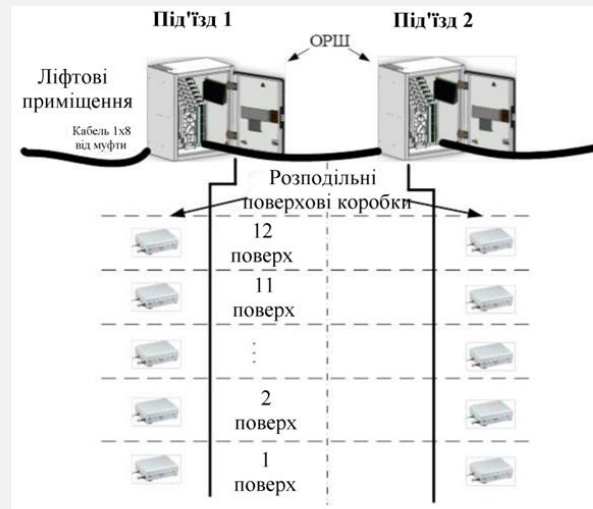 Під'їзд 1
Під'їзд 2
ОРШ
Ліфтові
приміщення
Кабель 1х8
від муфти
Розподільні
поверхові коробки
12
поверх
11
поверх
⋮
2
поверх
1
поверх